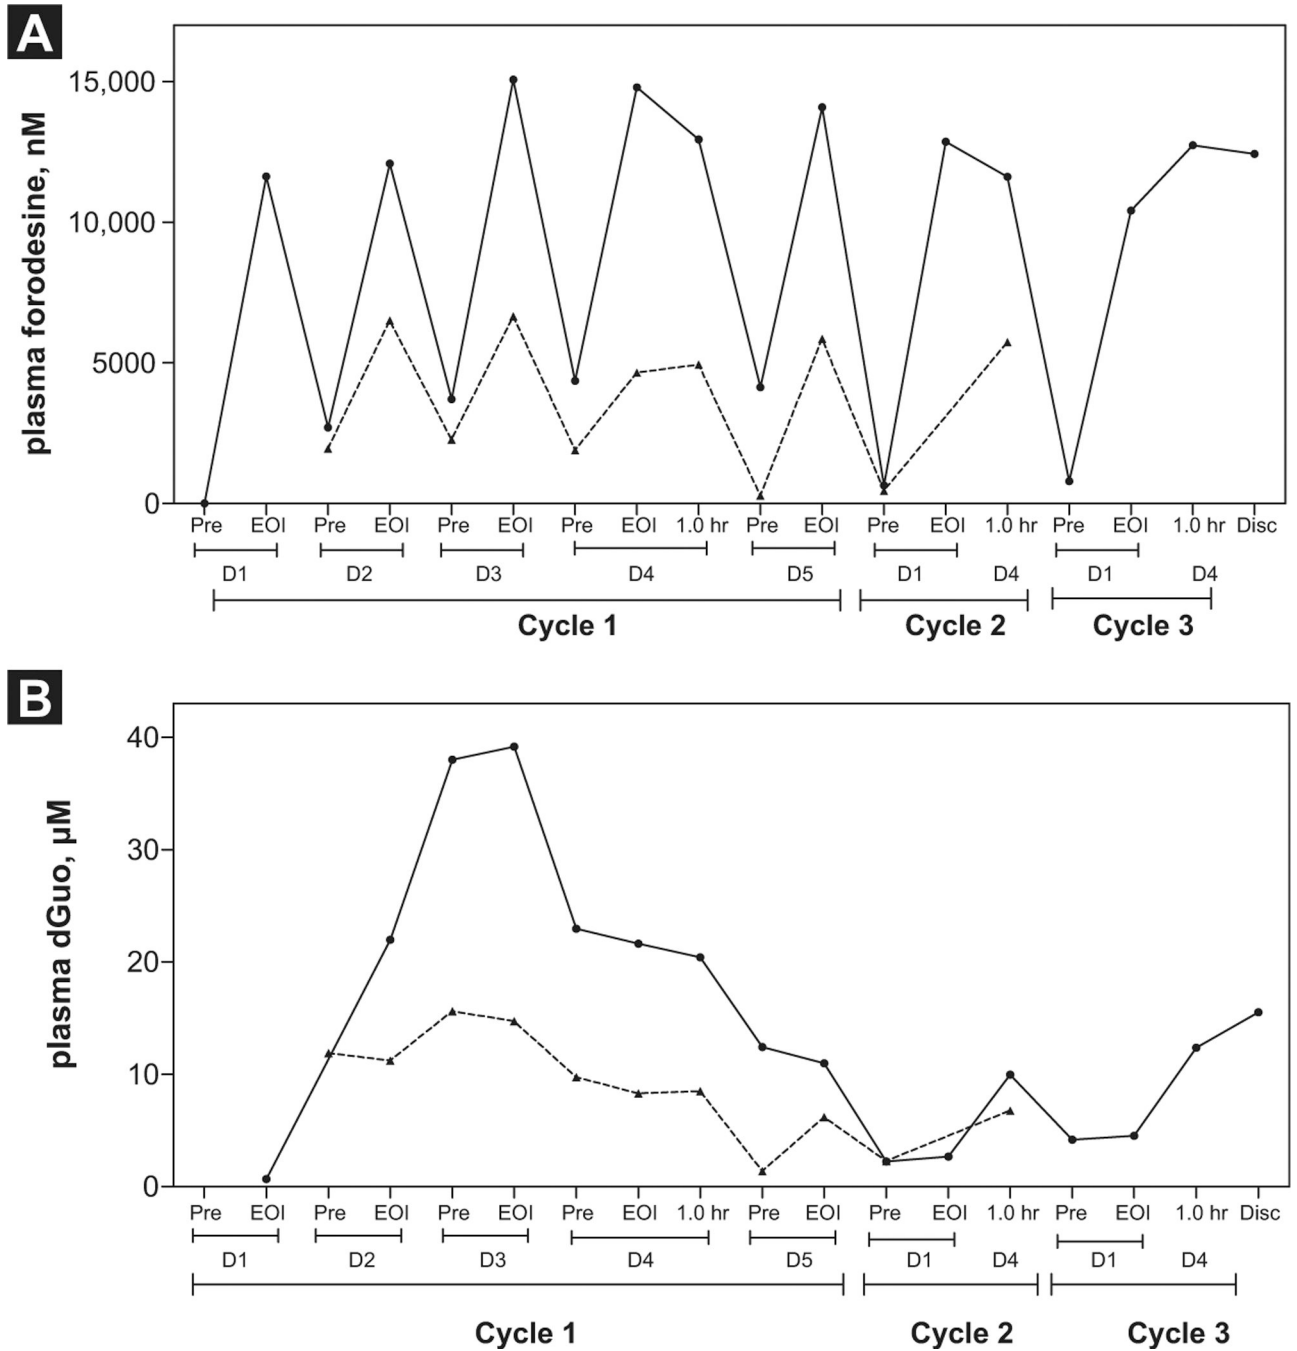 A
plasma forodesine, nM
15,000
10,000
5000
0
Pre EOI Pre EOI Pre EOI Pre EOI 1.0 hr Pre EOI Pre EOI 1.0 hr Pre EOI 1.0 hr Disc
D1 D2 D3 D4 D5 D1 D4 D1 D4
Cycle 1 Cycle 2 Cycle 3
B
plasma dGuo, µM
40
30
20
10
0
Pre EOI Pre EOI Pre EOI Pre EOI 1.0 hr Pre EOI Pre EOI 1.0 hr Pre EOI 1.0 hr Disc
D1 D2 D3 D4 D5 D1 D4 D1 D4
Cycle 1 Cycle 2 Cycle 3